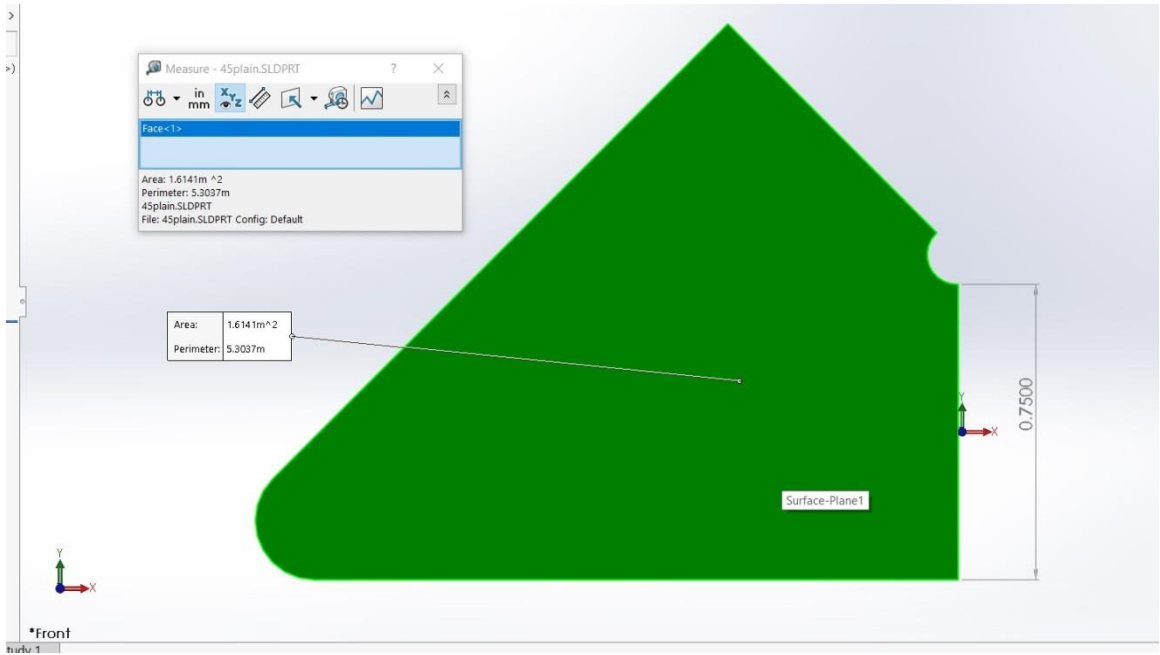 >
>)
Measure - 45plain.SLDPRT ? ×
in
mm
X Y Z
Face<1>
Area: 1.6141m ^2
Perimeter: 5.3037m
45plain.SLDPRT
File: 45plain.SLDPRT Config: Default
Area: 1.6141m^2
Perimeter: 5.3037m
0.7500
Y
X
Surface-Plane1
Y
X
*Front
tudy 1